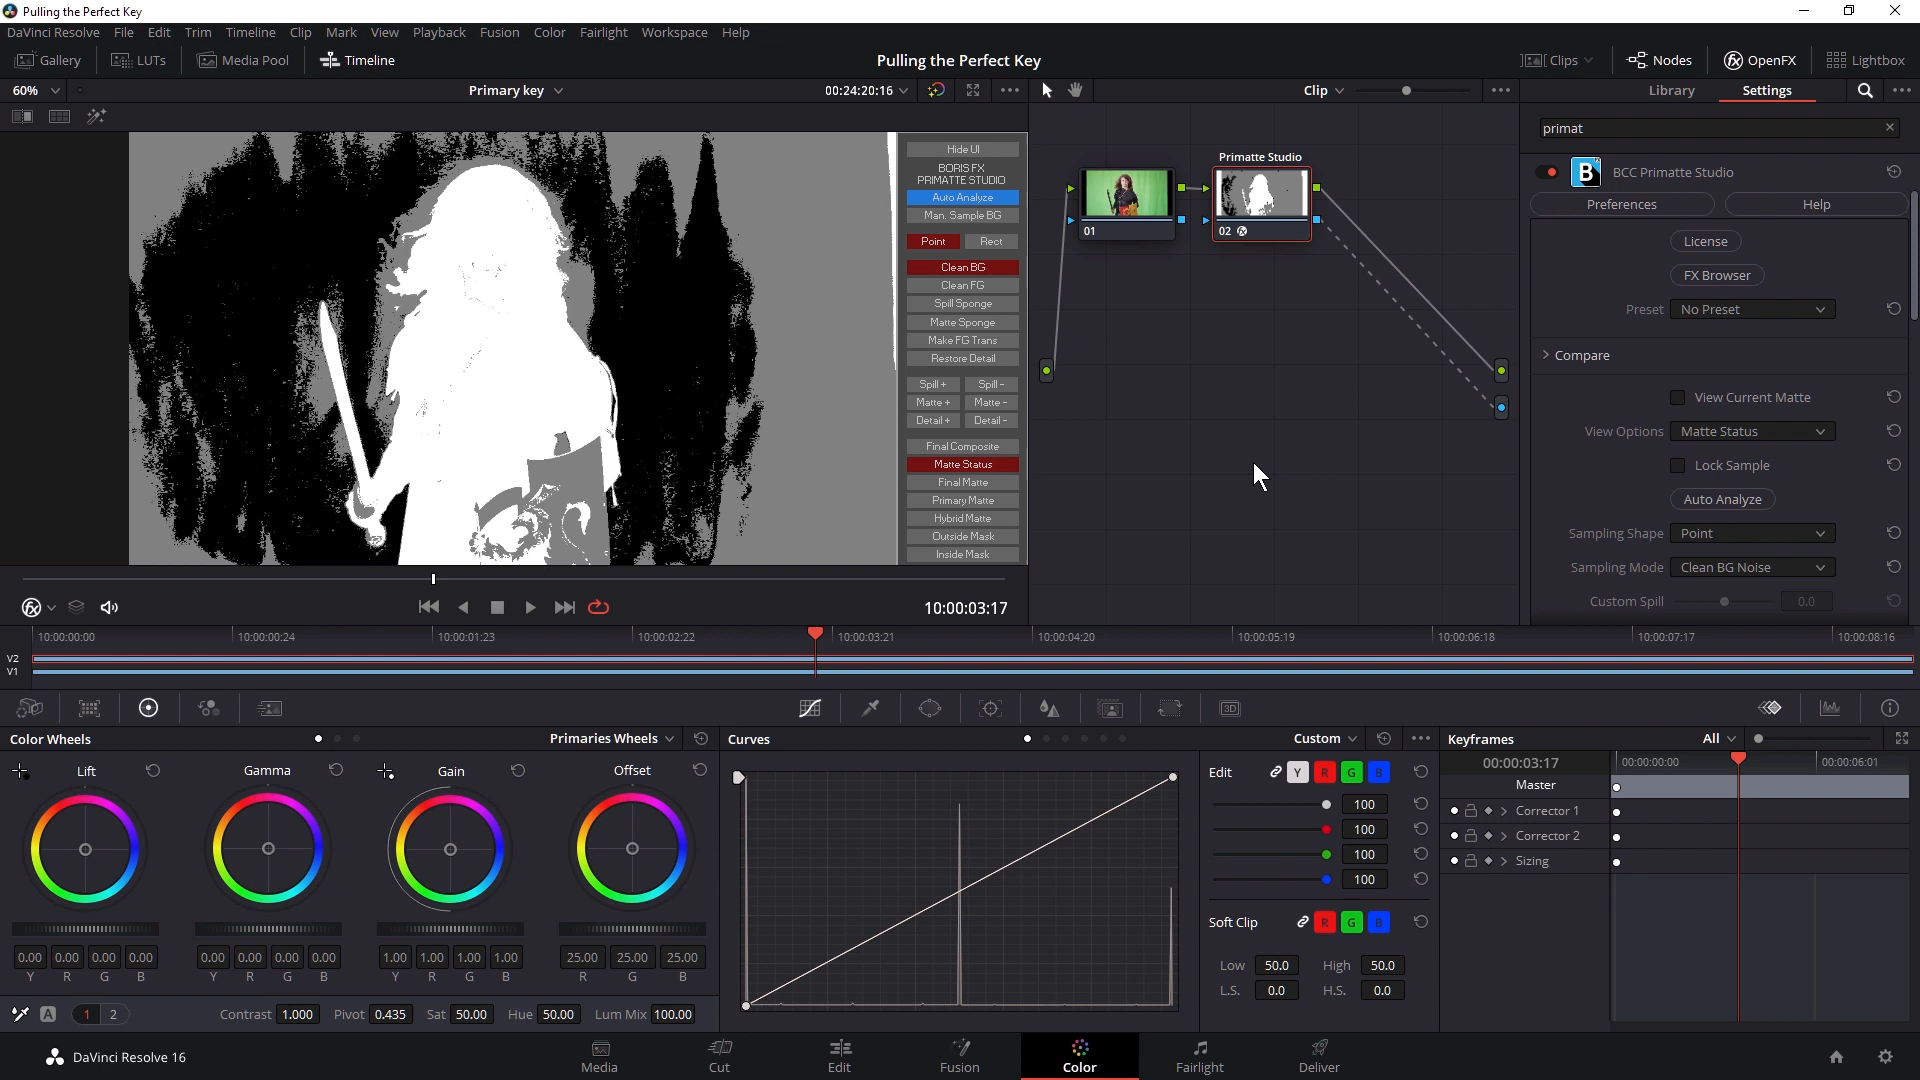 Pulling the Perfect Key
DaVinci Resolve File Edit Trim Timeline Clip Mark View Playback Fusion Color Fairlight Workspace Help
Gallery LUTs Media Pool Timeline Pulling the Perfect Key Clips Nodes OpenFX Lightbox
60% Primary key 00:24:20:16 Clip Library Settings
primat
BCC Primatte Studio
Preferences Help
License
FX Browser
Preset No Preset
Compare
View Current Matte
View Options Matte Status
Lock Sample
Auto Analyze
Sampling Shape Point
Sampling Mode Clean BG Noise
Custom Spill 0.0
Hide UI
BORIS FX
PRIMATTE STUDIO
Auto Analyze
Man. Sample BG
Point Rect
Clean BG
Clean FG
Spill Sponge
Matte Sponge
Make FG Trans
Restore Detail
Spill + Spill -
Matte + Matte -
Detail + Detail -
Final Composite
Matte Status
Final Matte
Primary Matte
Hybrid Matte
Outside Mask
Inside Mask
Primatte Studio
01 02
10:00:03:17
10:00:00:00 10:00:00:24 10:00:01:23 10:00:02:22 10:00:03:21 10:00:04:20 10:00:05:19 10:00:06:18 10:00:07:17 10:00:08:16
V2
V1
3D
Color Wheels Primaries Wheels Curves Custom Keyframes All
Lift Gamma Gain Offset
0.00 0.00 0.00 0.00 0.00 0.00 0.00 0.00 1.00 1.00 1.00 1.00 25.00 25.00 25.00
Y R G B Y R G B Y R G B R G B
A 1 2 Contrast 1.000 Pivot 0.435 Sat 50.00 Hue 50.00 Lum Mix 100.00
Edit Y R G B
100
100
100
100
Soft Clip R G B
Low 50.0 High 50.0
L.S. 0.0 H.S. 0.0
00:00:03:17 00:00:00:00 00:00:06:01
Master
Corrector 1
Corrector 2
Sizing
DaVinci Resolve 16 Media Cut Edit Fusion Color Fairlight Deliver